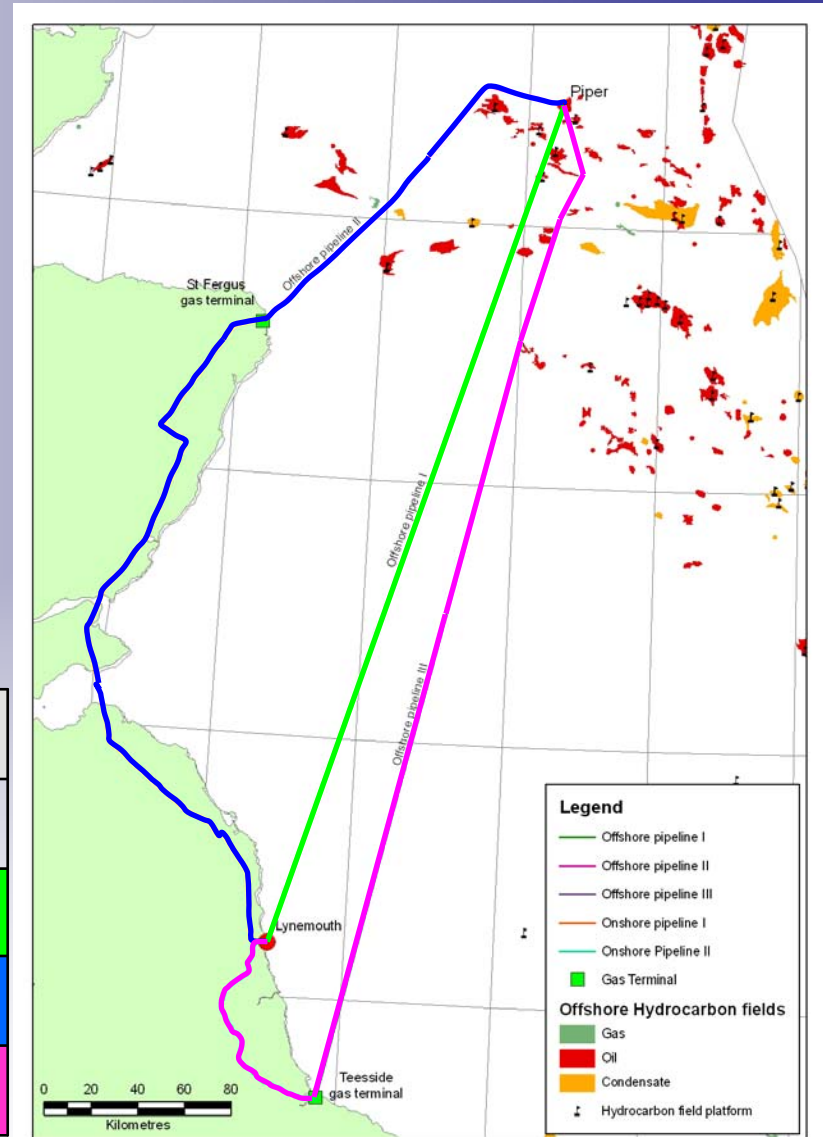 Piper
Offshore pipeline II
St Fergus
gas terminal
Offshore pipeline I
Offshore pipeline III
Lynemouth
Teesside
gas terminal
0 20 40 60 80
Kilometres
Legend
Offshore pipeline I
Offshore pipeline II
Offshore pipeline III
Onshore pipeline I
Onshore Pipeline II
Gas Terminal
Offshore Hydrocarbon fields
Gas
Oil
Condensate
Hydrocarbon field platform